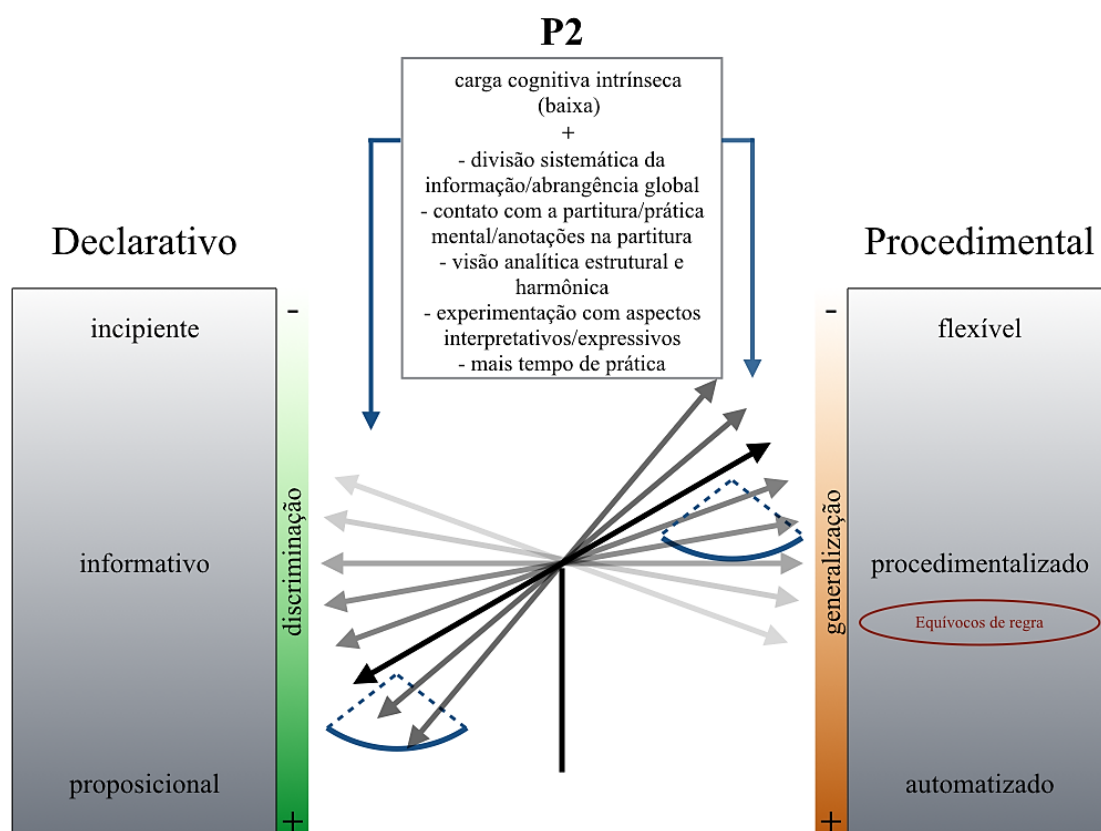 P2
carga cognitiva intrínseca
(baixa)
+
- divisão sistemática da
informação/abrangência global
- contato com a partitura/prática
mental/anotações na partitura
- visão analítica estrutural e
harmônica
- experimentação com aspectos
interpretativos/expressivos
- mais tempo de prática
Declarativo
incipiente
informativo
proposicional
-
discriminação
+
Procedimental
-
generalização
+
flexível
procedimentalizado
Equívocos de regra
automatizado